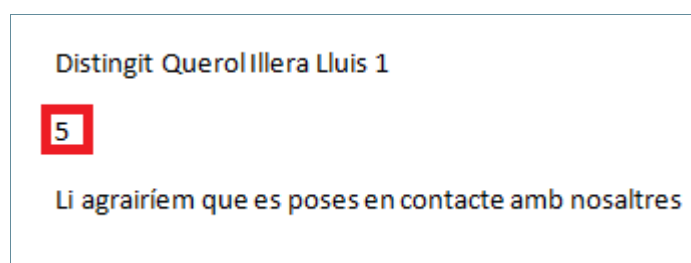 Distingit Querol Illera Lluis 1
5
Li agrairíem que es poses en contacte amb nosaltres